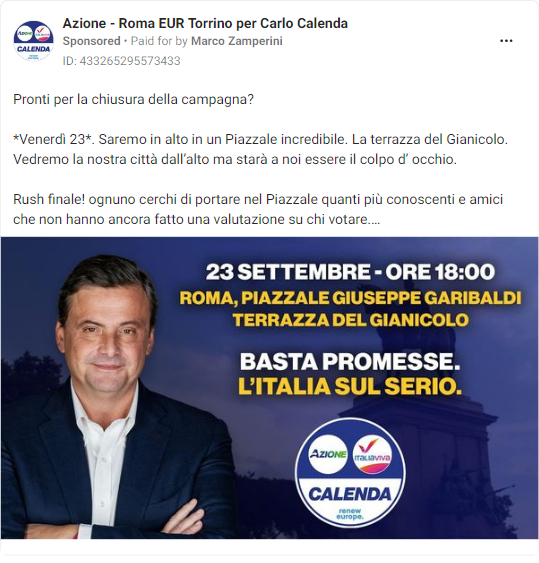 Azione - Roma EUR Torrino per Carlo Calenda
Sponsored • Paid for by Marco Zamperini
ID: 433265295573433
Pronti per la chiusura della campagna?
*Venerdì 23*. Saremo in alto in un Piazzale incredibile. La terrazza del Gianicolo.
Vedremo la nostra città dall'alto ma starà a noi essere il colpo d' occhio.
Rush finale! ognuno cerchi di portare nel Piazzale quanti più conoscenti e amici
che non hanno ancora fatto una valutazione su chi votare....
23 SETTEMBRE - ORE 18:00
ROMA, PIAZZALE GIUSEPPE GARIBALDI
TERRAZZA DEL GIANICOLO
BASTA PROMESSE.
L'ITALIA SUL SERIO.
AZIONE
ITALIAVIVA
CALENDA
renew
europe.